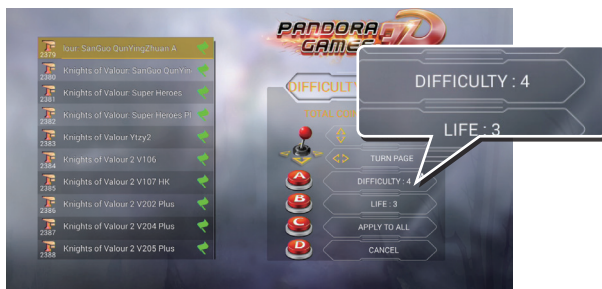 PANDORA
GAMES 3D
2379 lour: SanGuo QunYingZhuan A
2380 Knights of Valour: SanGuo QunYin
2381 Knights of Valour: Super Heroes
2382 Knights of Valour: Super Heroes Pl
2383 Knights of Valour Ytzy2
2384 Knights of Valour 2 V106
2385 Knights of Valour 2 V107 HK
2386 Knights of Valour 2 V202 Plus
2387 Knights of Valour 2 V204 Plus
2388 Knights of Valour 2 V205 Plus
DIFFICULT
TOTAL
TURN PAGE
A DIFFICULTY : 4
B LIFE : 3
C APPLY TO ALL
D CANCEL
DIFFICULTY : 4
LIFE : 3